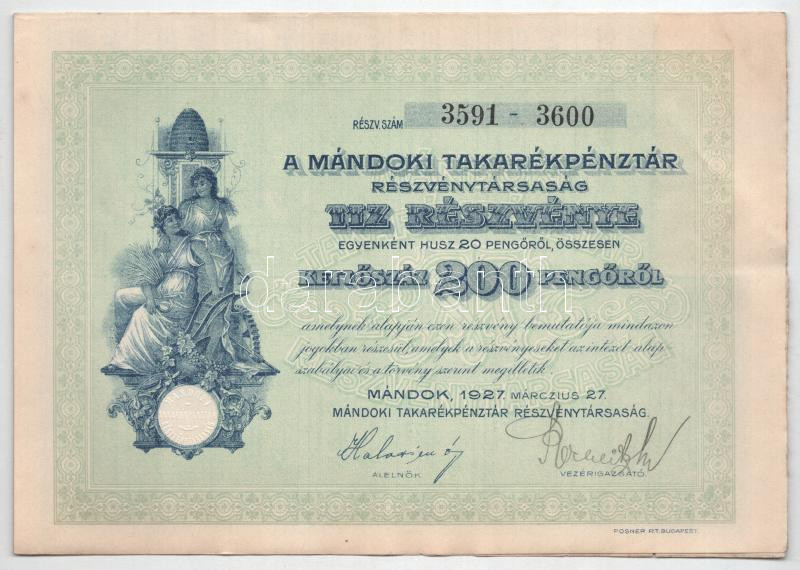 RÉSZV. SZÁM 3591 - 3600
A MÁNDOKI TAKARÉKPÉNZTÁR
RÉSZVÉNYTÁRSASÁG
TIZ RÉSZVÉNYE
EGYENKÉNT HUSZ 20 PENGŐRŐL, ÖSSZESEN
KETTŐSZÁZ 200 PENGŐRŐL
darabanth
amelynek alapján ezen részvény bemutatója mindazon
jogokban részesül, amelyek a részvényeseket az intézet alap-
szabályai és a törvény szerint megilletik.
MÁNDOK, 1927. MÁRCZIUS 27.
MÁNDOKI TAKARÉKPÉNZTÁR RÉSZVÉNYTÁRSASÁG.
ALELNÖK.
VEZÉRIGAZGATÓ.
POSNER RT. BUDAPEST.